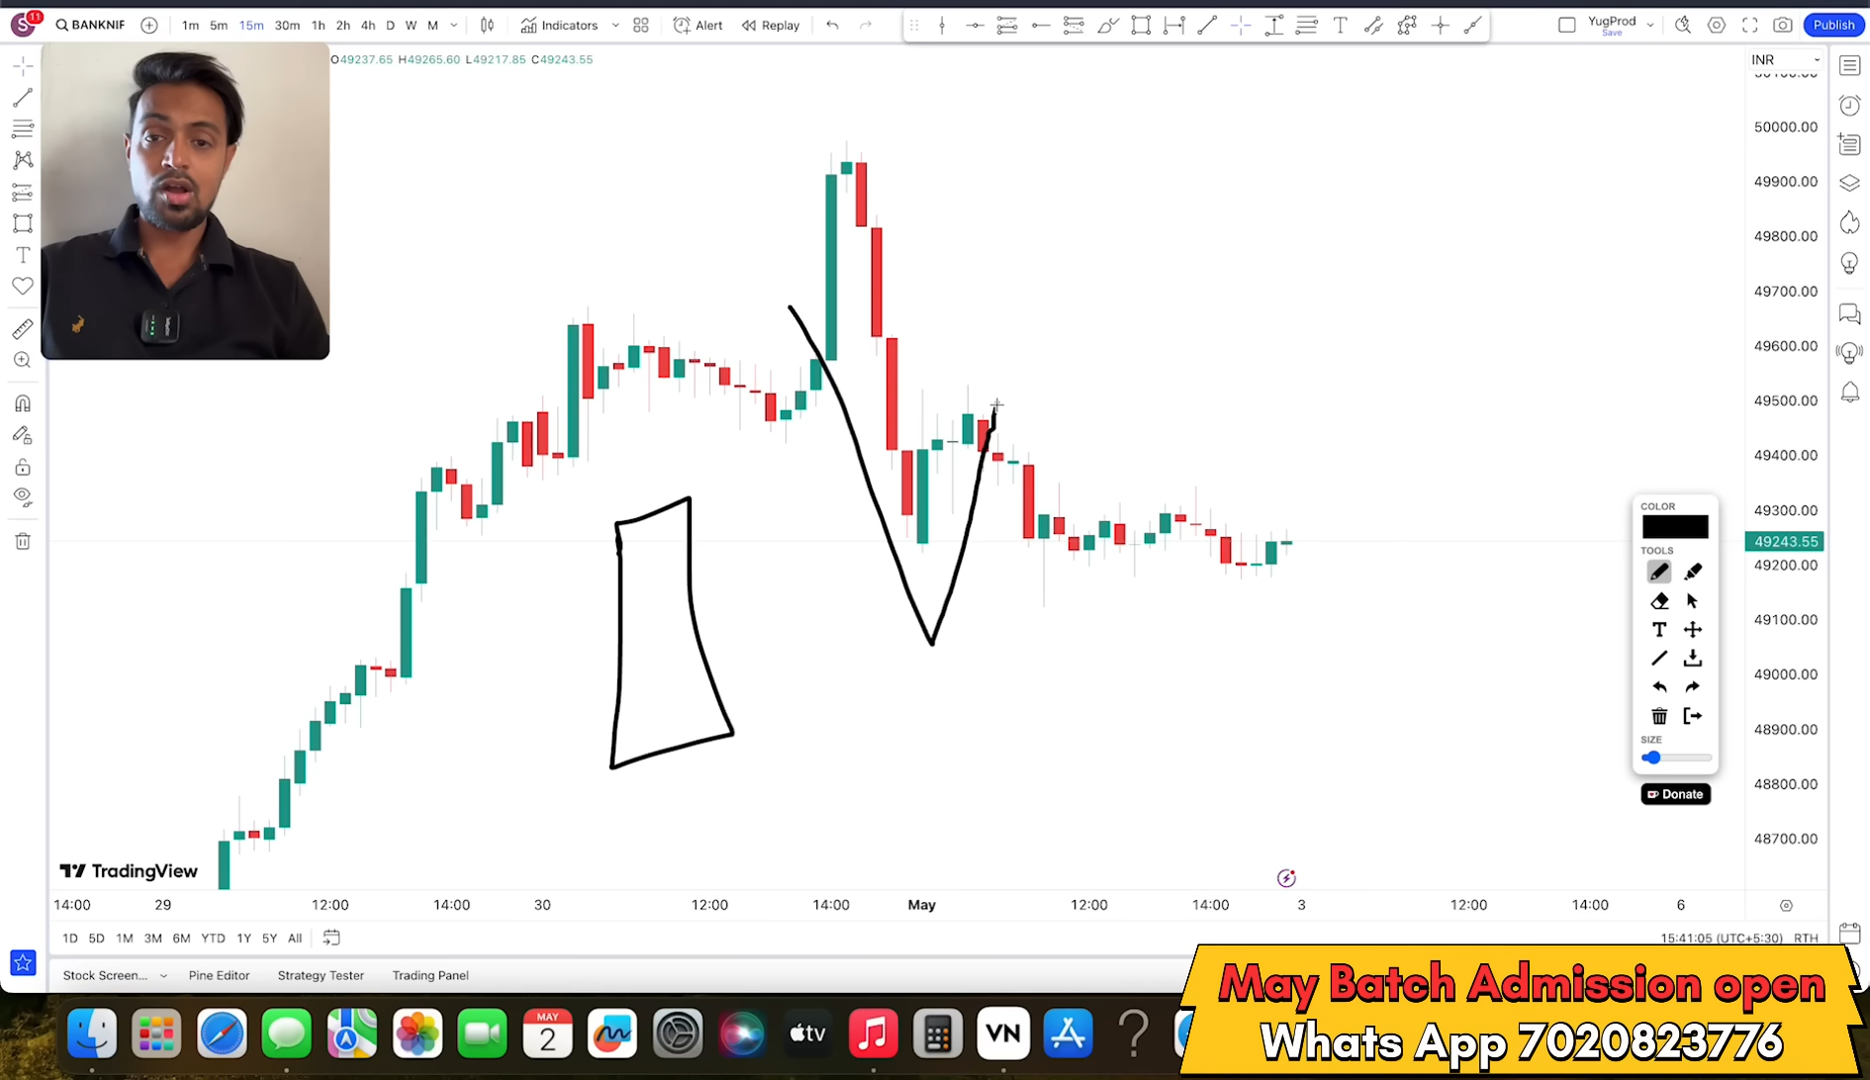 S 11 BANKNIF 1m 5m 15m 30m 1h 2h 4h D W M Indicators Alert Replay T YugProd Save Publish
O49237.65 H49265.60 L49217.85 C49243.55
INR
50000.00
49900.00
49800.00
49700.00
49600.00
49500.00
49400.00
49300.00
49243.55
49200.00
49100.00
49000.00
48900.00
48800.00
48700.00
COLOR
TOOLS
T
SIZE
Donate
TradingView
14:00 29 12:00 14:00 30 12:00 14:00 May 12:00 14:00 3 12:00 14:00 6
1D 5D 1M 3M 6M YTD 1Y 5Y All 15:41:05 (UTC+5:30) RTH
Stock Screen... Pine Editor Strategy Tester Trading Panel
May Batch Admission open
Whats App 7020823776
MAY
2
tv
VN